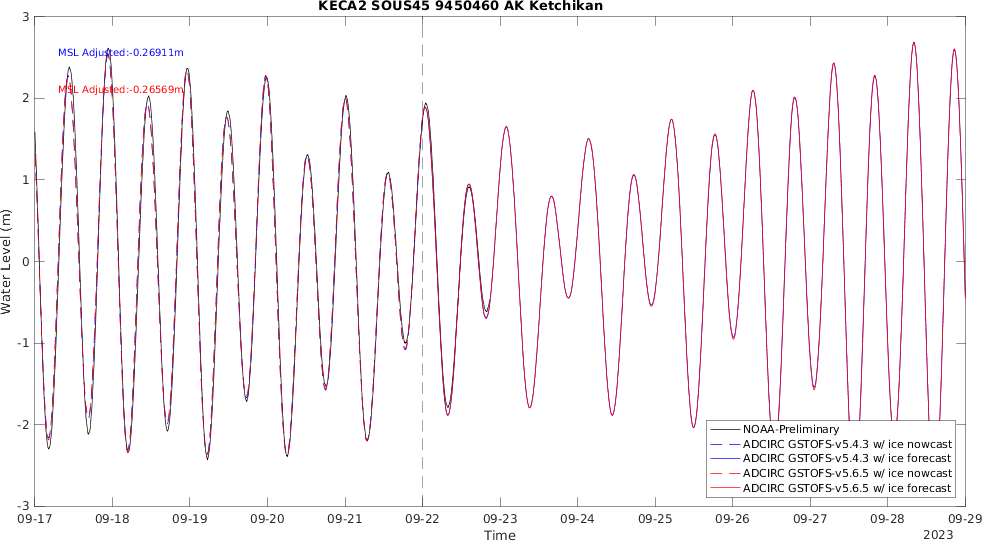 KECA2 SOUS45 9450460 AK Ketchikan
MSL Adjusted:-0.26911m
MSL Adjusted:-0.26569m
3
2
1
0
-1
-2
-3
Water Level (m)
NOAA-Preliminary
ADCIRC GSTOFS-v5.4.3 w/ ice nowcast
ADCIRC GSTOFS-v5.4.3 w/ ice forecast
ADCIRC GSTOFS-v5.6.5 w/ ice nowcast
ADCIRC GSTOFS-v5.6.5 w/ ice forecast
09-17 09-18 09-19 09-20 09-21 09-22 09-23 09-24 09-25 09-26 09-27 09-28 09-29
Time
2023